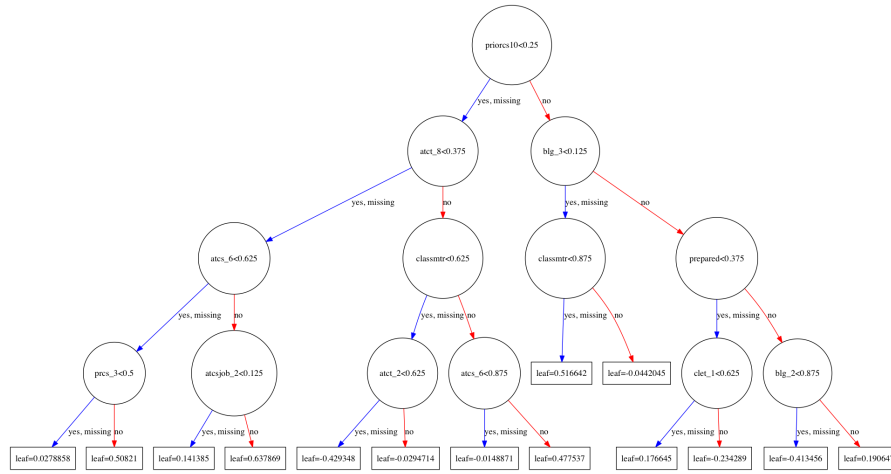 priorcs10<0.25
yes, missing
no
atct_8<0.375
blg_3<0.125
yes, missing
no
yes, missing
no
atcs_6<0.625
classmtr<0.625
classmtr<0.875
prepared<0.375
yes, missing
no
yes, missing
no
yes, missing
no
yes, missing
no
prcs_3<0.5
atcsjob_2<0.125
atct_2<0.625
atcs_6<0.875
leaf=0.516642
leaf=-0.0442045
clet_1<0.625
blg_2<0.875
yes, missing
no
yes, missing
no
yes, missing
no
yes, missing
no
yes, missing
no
yes, missing
no
leaf=0.0278858
leaf=0.50821
leaf=0.141385
leaf=0.637869
leaf=-0.429348
leaf=-0.0294714
leaf=-0.0148871
leaf=0.477537
leaf=0.176645
leaf=-0.234289
leaf=-0.413456
leaf=0.190647